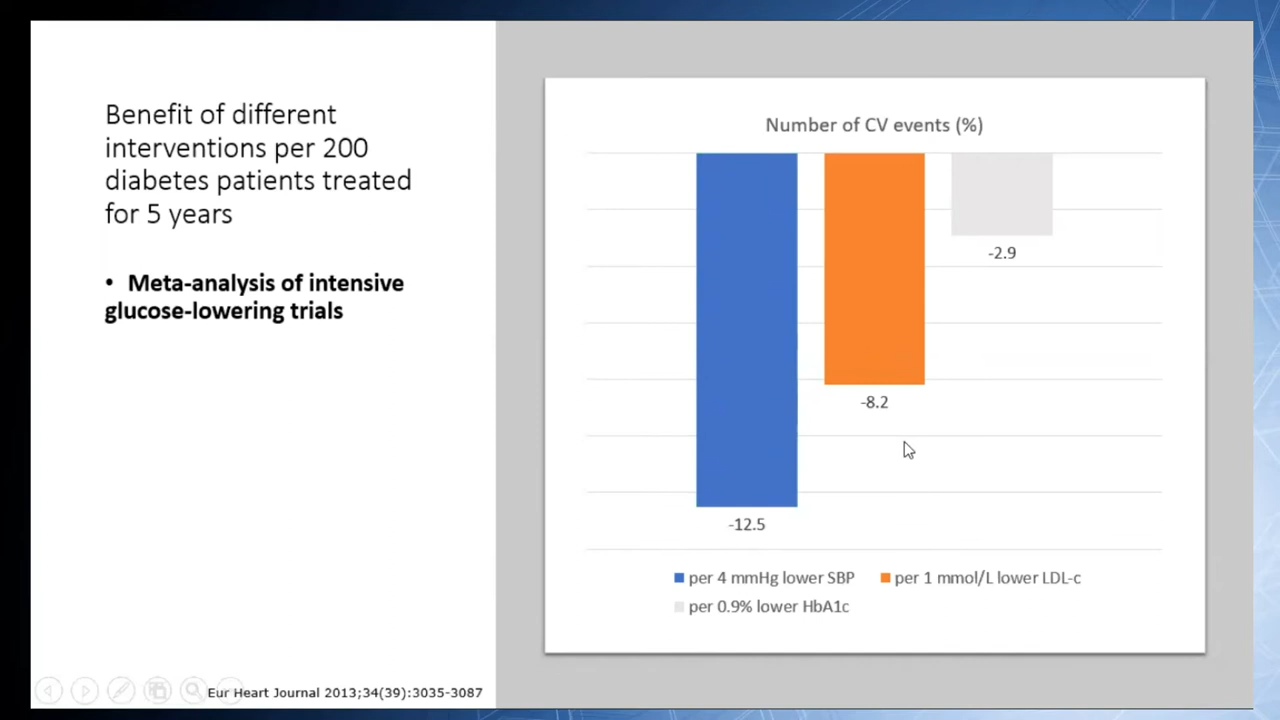 Benefit of different
interventions per 200
diabetes patients treated
for 5 years
• Meta-analysis of intensive
glucose-lowering trials
Number of CV events (%)
-2.9
-8.2
-12.5
per 4 mmHg lower SBP
per 1 mmol/L lower LDL-c
per 0.9% lower HbA1c
Eur Heart Journal 2013;34(39):3035-3087